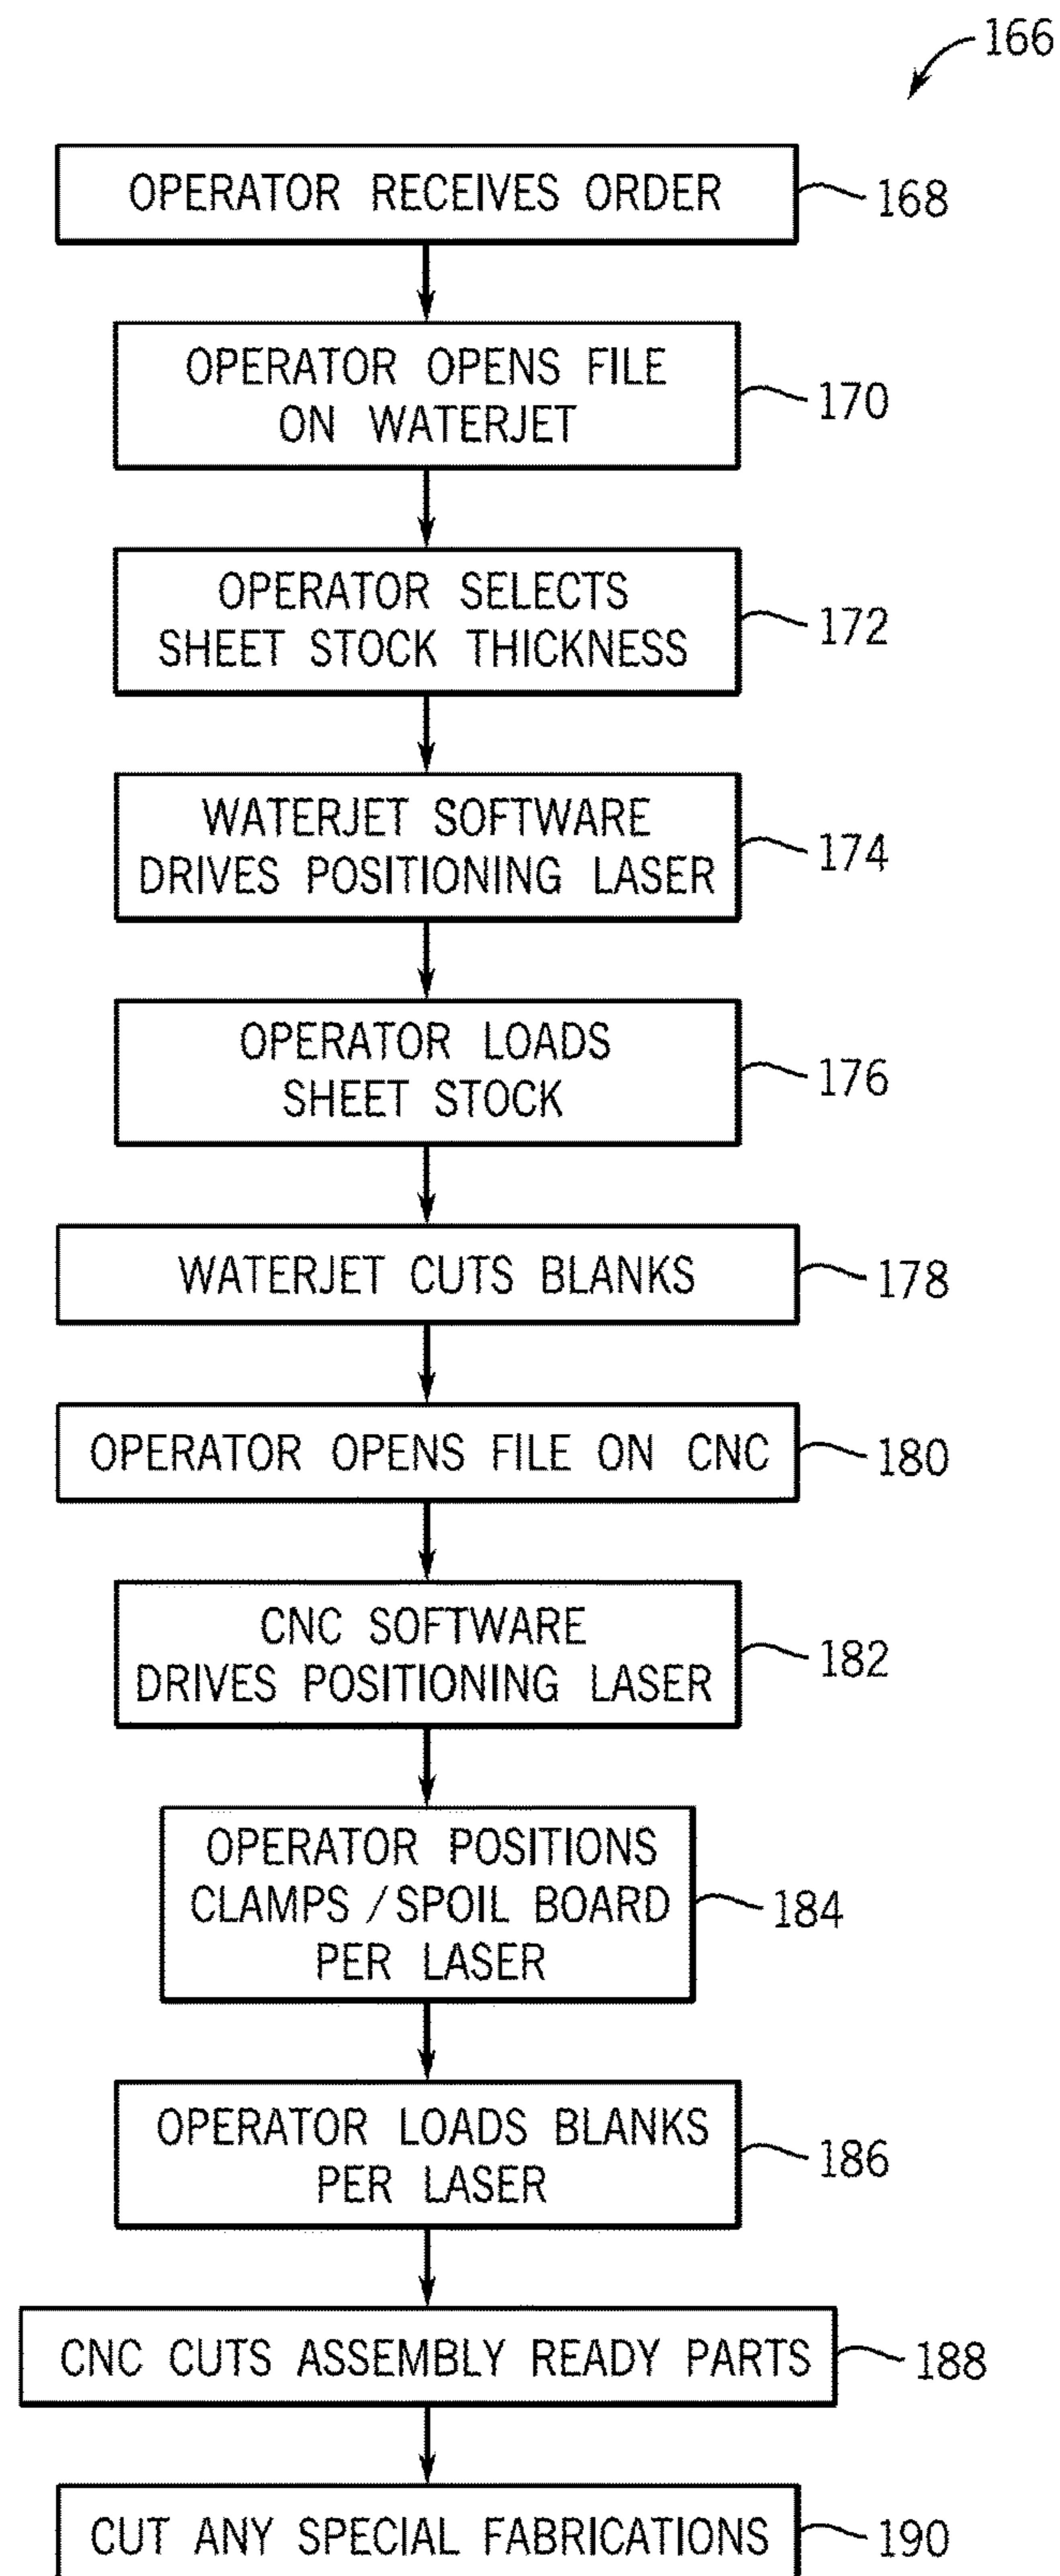 166
OPERATOR RECEIVES ORDER
168
OPERATOR OPENS FILE
ON WATERJET
170
OPERATOR SELECTS
SHEET STOCK THICKNESS
172
WATERJET SOFTWARE
DRIVES POSITIONING LASER
174
OPERATOR LOADS
SHEET STOCK
176
WATERJET CUTS BLANKS
178
OPERATOR OPENS FILE ON CNC
180
CNC SOFTWARE
DRIVES POSITIONING LASER
182
OPERATOR POSITIONS
CLAMPS / SPOIL BOARD
PER LASER
184
OPERATOR LOADS BLANKS
PER LASER
186
CNC CUTS ASSEMBLY READY PARTS
188
CUT ANY SPECIAL FABRICATIONS
190